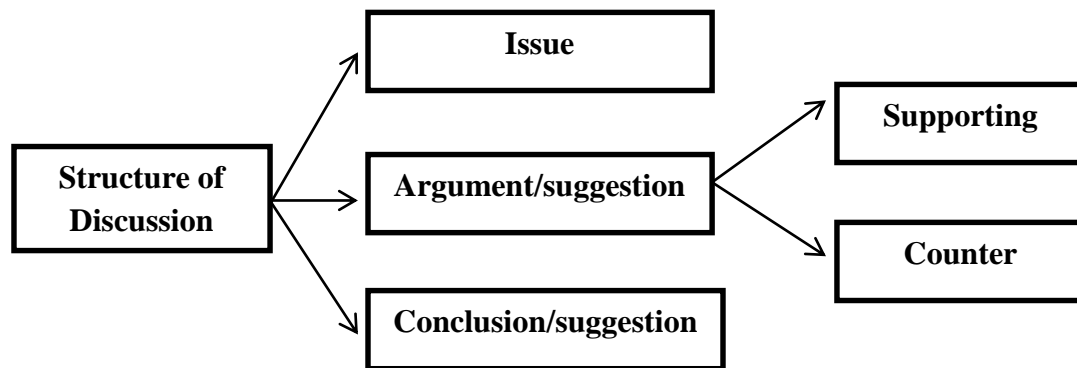 Structure of
Discussion
Issue
Argument/suggestion
Conclusion/suggestion
Supporting
Counter